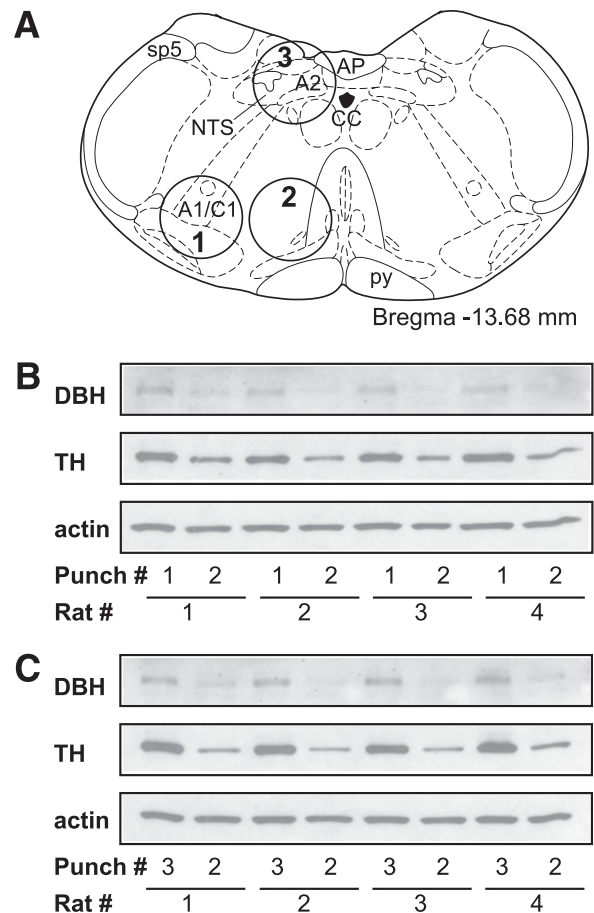 A
sp5
3
AP
A2
NTS
CC
A1/C1
2
1
py
Bregma -13.68 mm
B
DBH
TH
actin
Punch # 1 2 1 2 1 2 1 2
Rat # 1 2 3 4
C
DBH
TH
actin
Punch # 3 2 3 2 3 2 3 2
Rat # 1 2 3 4